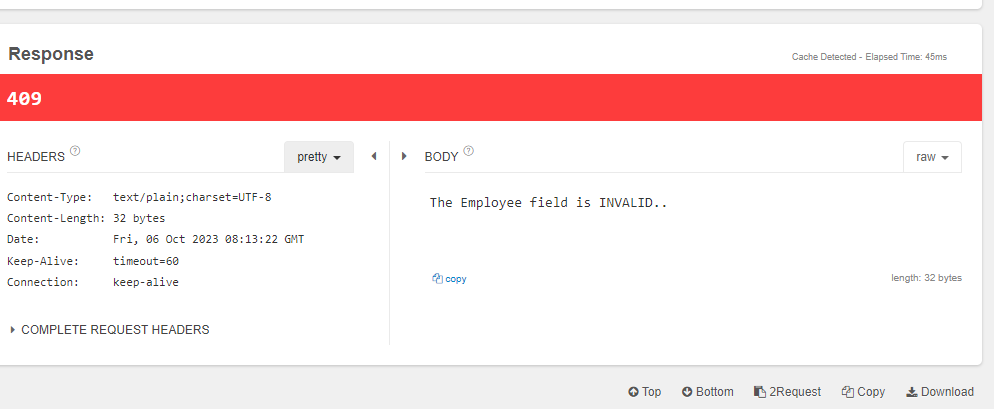 Response
Cache Detected - Elapsed Time: 45ms
409
HEADERS ? pretty
BODY ? raw
Content-Type: text/plain;charset=UTF-8
Content-Length: 32 bytes
Date: Fri, 06 Oct 2023 08:13:22 GMT
Keep-Alive: timeout=60
Connection: keep-alive
COMPLETE REQUEST HEADERS
The Employee field is INVALID..
copy length: 32 bytes
Top Bottom 2Request Copy Download